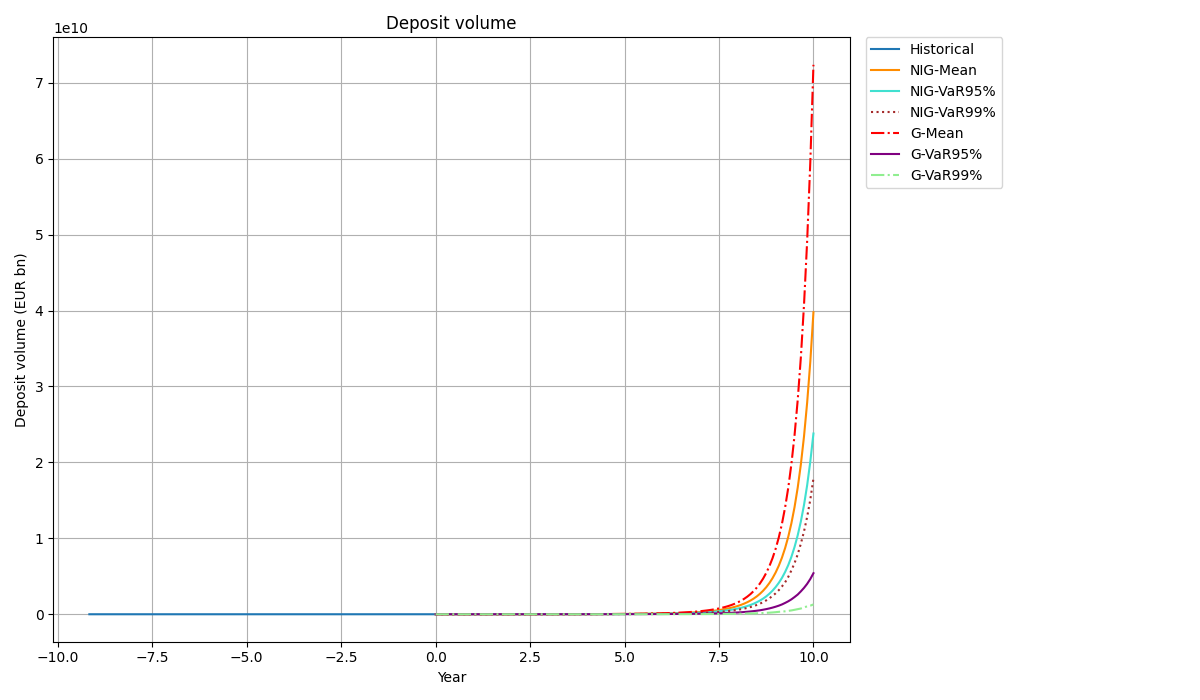 Deposit volume
1e10
7
6
5
4
3
2
1
0
Deposit volume (EUR bn)
−10.0 −7.5 −5.0 −2.5 0.0 2.5 5.0 7.5 10.0
Year
Historical
NIG-Mean
NIG-VaR95%
NIG-VaR99%
G-Mean
G-VaR95%
G-VaR99%